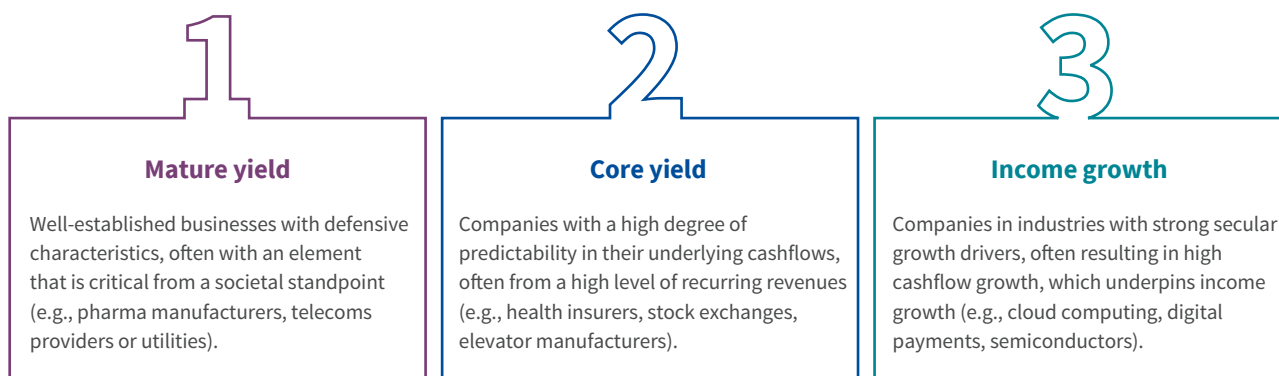 1
Mature yield
Well-established businesses with defensive
characteristics, often with an element
that is critical from a societal standpoint
(e.g., pharma manufacturers, telecoms
providers or utilities).
2
Core yield
Companies with a high degree of
predictability in their underlying cashflows,
often from a high level of recurring revenues
(e.g., health insurers, stock exchanges,
elevator manufacturers).
3
Income growth
Companies in industries with strong secular
growth drivers, often resulting in high
cashflow growth, which underpins income
growth (e.g., cloud computing, digital
payments, semiconductors).